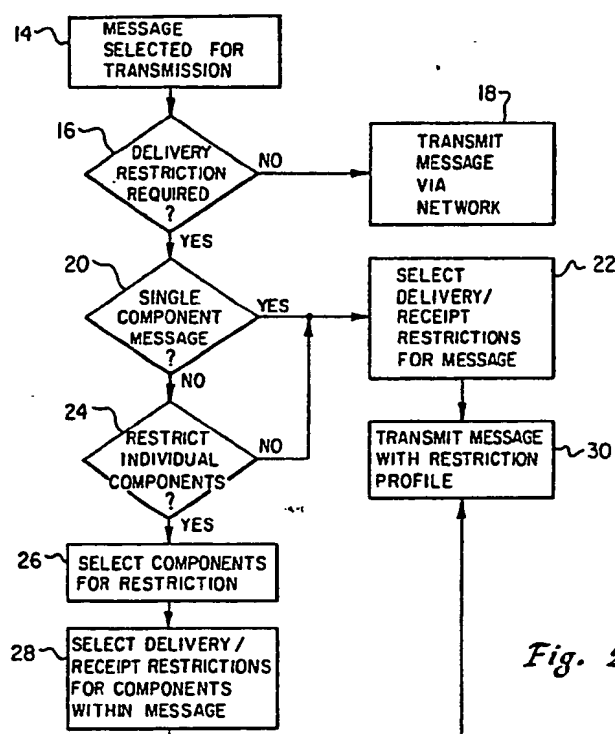 14
MESSAGE
SELECTED FOR
TRANSMISSION
16
DELIVERY
RESTRICTION
REQUIRED
?
NO
YES
18
TRANSMIT
MESSAGE
VIA
NETWORK
20
SINGLE
COMPONENT
MESSAGE
?
YES
NO
22
SELECT
DELIVERY/
RECEIPT
RESTRICTIONS
FOR MESSAGE
24
RESTRICT
INDIVIDUAL
COMPONENTS
?
NO
YES
30
TRANSMIT MESSAGE
WITH RESTRICTION
PROFILE
26
SELECT COMPONENTS
FOR RESTRICTION
28
SELECT DELIVERY/
RECEIPT RESTRICTIONS
FOR COMPONENTS
WITHIN MESSAGE
Fig. 2